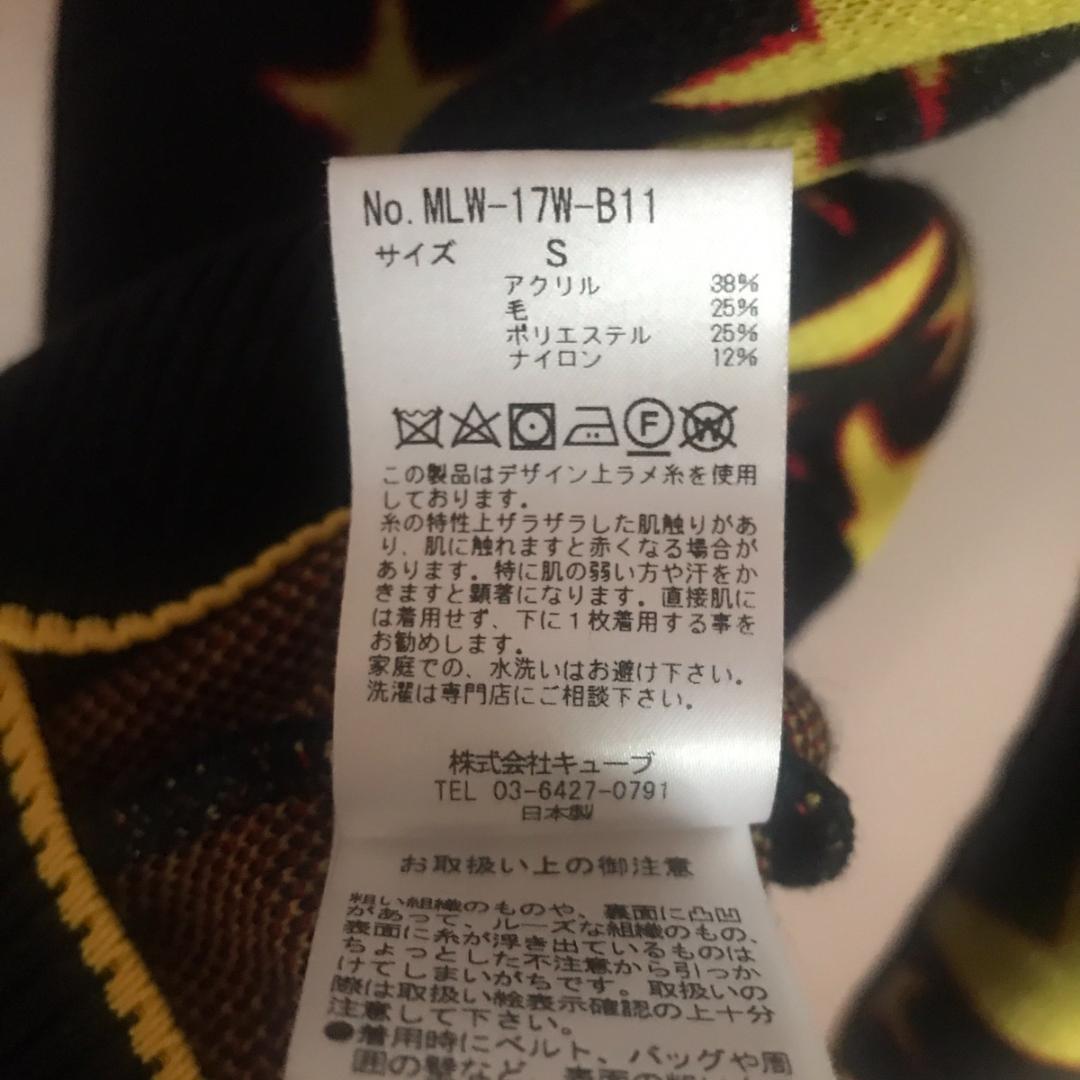 No. MLW-17W-B11
サイズ S
アクリル 38%
毛 25%
ポリエステル 25%
ナイロン 12%
F W
この製品はデザイン上ラメ糸を使用
しております。
糸の特性上ザラザラした肌触りがあ
り、肌に触れますと赤くなる場合が
あります。特に肌の弱い方や汗をか
きますと顕著になります。直接肌に
は着用せず、下に1枚着用する事を
お勧めします。
家庭での、水洗いはお避け下さい。
洗濯は専門店にご相談下さい。
株式会社キューブ
TEL 03-6427-0791
日本製
お取扱い上の御注意
粗い組織のものや、裏面に凸凹
があって、ルーズな組織のもの、
表面に糸が浮き出ているものは
ちょっとした不注意から引っか
けてしまいがちです。取扱いの
際は取扱い絵表示確認の上十分
注意して下さい。
●着用時にベルト、バッグや周
囲の壁など、表面の粗い